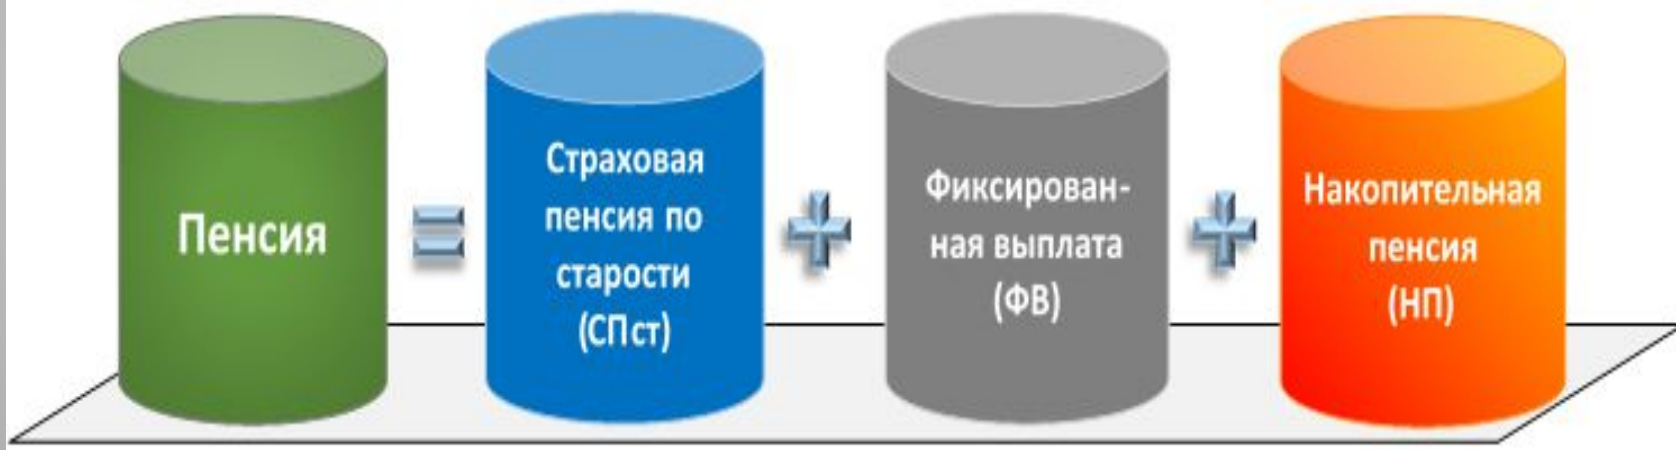 Пенсия
Страховая
пенсия по
старости
(СПст)
Фиксирован-
ная выплата
(ФВ)
Накопительная
пенсия
(НП)